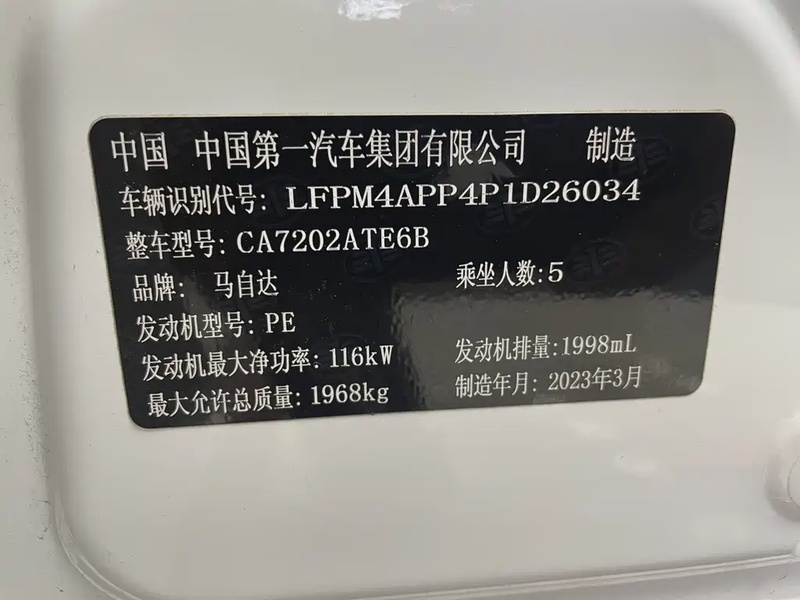 中国 中国第一汽车集团有限公司 制造
车辆识别代号: LFPM4APP4P1D26034
整车型号: CA7202ATE6B
品牌: 马自达 乘坐人数:5
发动机型号: PE
发动机最大净功率: 116kW 发动机排量:1998mL
最大允许总质量: 1968kg 制造年月: 2023年3月